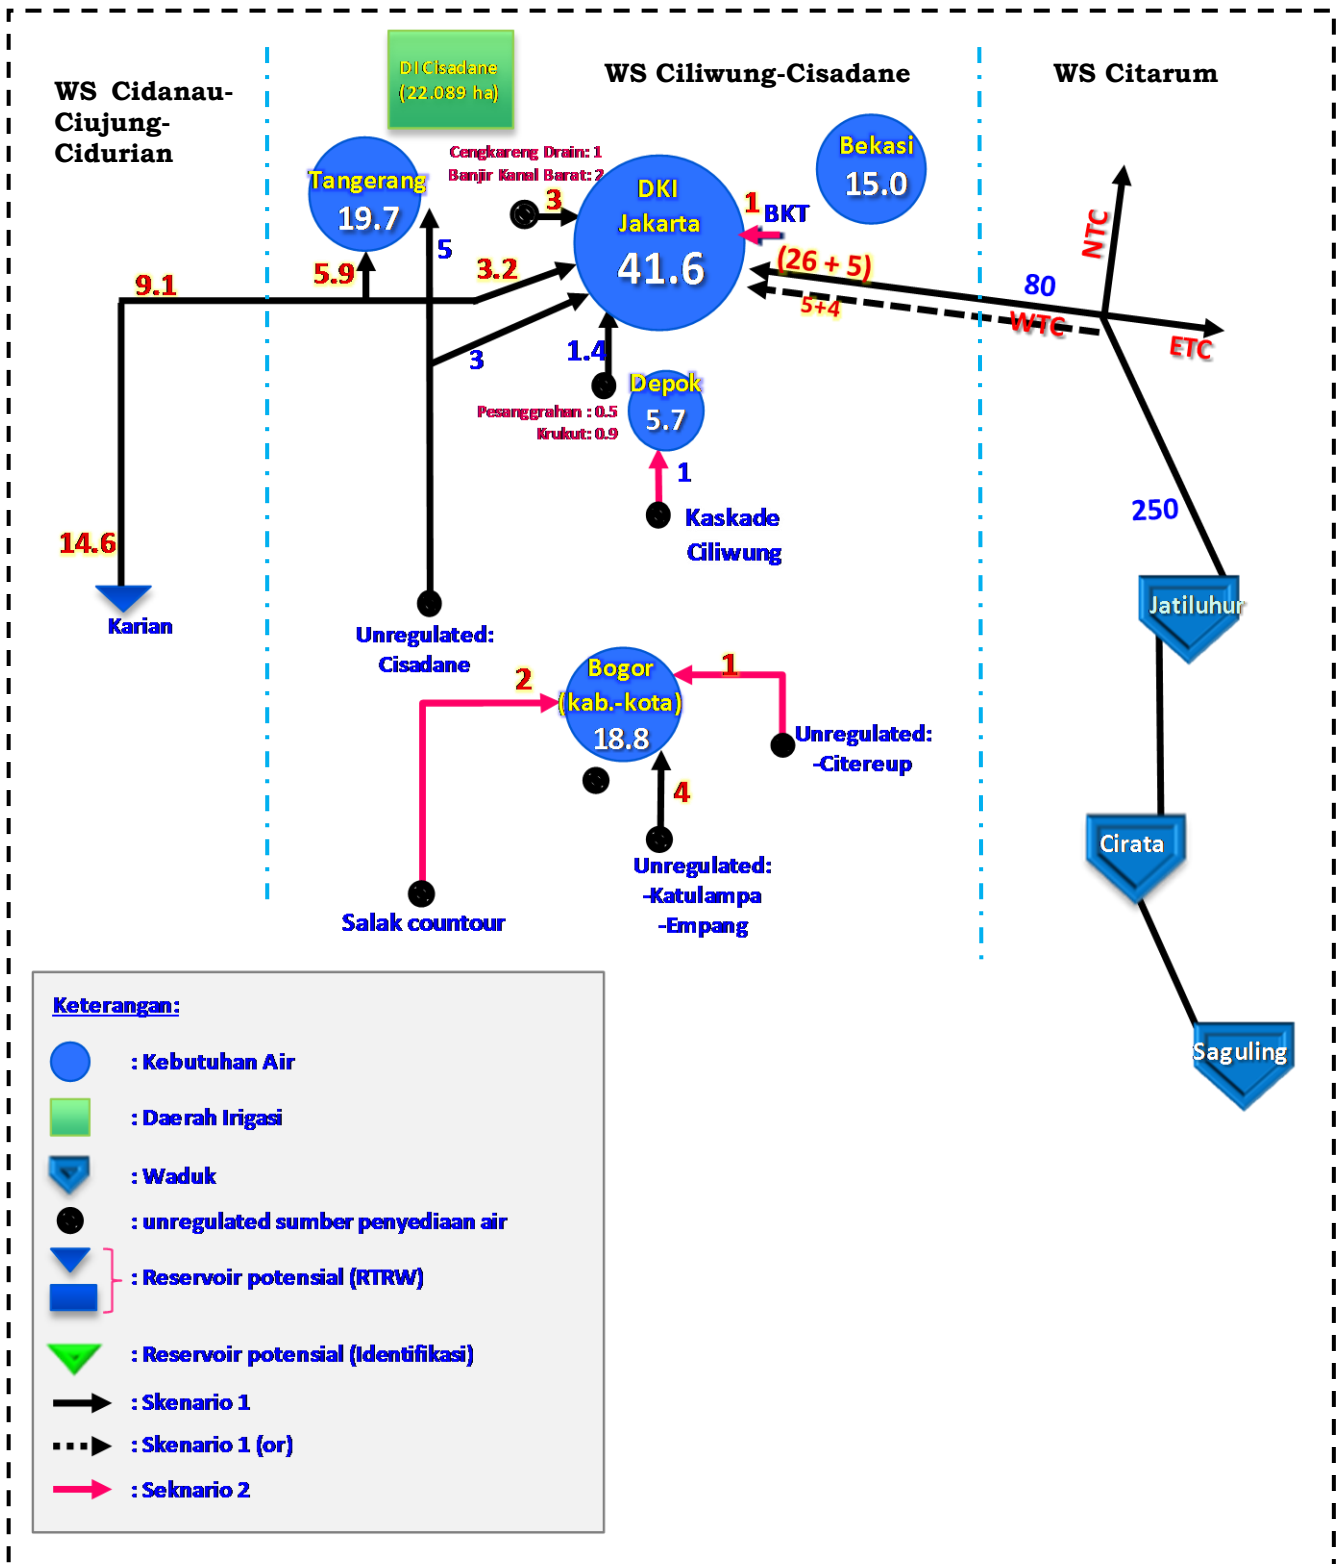 WS Cidanau-
Ciujung-
Cidurian
DI Cisadane
(22.089 ha)
WS Ciliwung-Cisadane
WS Citarum
Tangerang
19.7
Cengkareng Drain: 1
Banjir Kanal Barat: 2
3
DKI
Jakarta
41.6
Bekasi
15.0
1
BKT
NTC
(26 + 5)
80
5+4
WTC
ETC
5
5.9
3.2
9.1
3
1.4
Depok
5.7
Pesanggrahan : 0.5
Krukut: 0.9
1
Kaskade
Ciliwung
250
14.6
Karian
Jatiluhur
Unregulated:
Cisadane
2
Bogor
(kab.-kota)
18.8
1
Unregulated:
-Citereup
4
Unregulated:
-Katulampa
-Empang
Salak countour
Cirata
Saguling
Keterangan:
: Kebutuhan Air
: Daerah Irigasi
: Waduk
: unregulated sumber penyediaan air
: Reservoir potensial (RTRW)
: Reservoir potensial (Identifikasi)
: Skenario 1
: Skenario 1 (or)
: Seknario 2